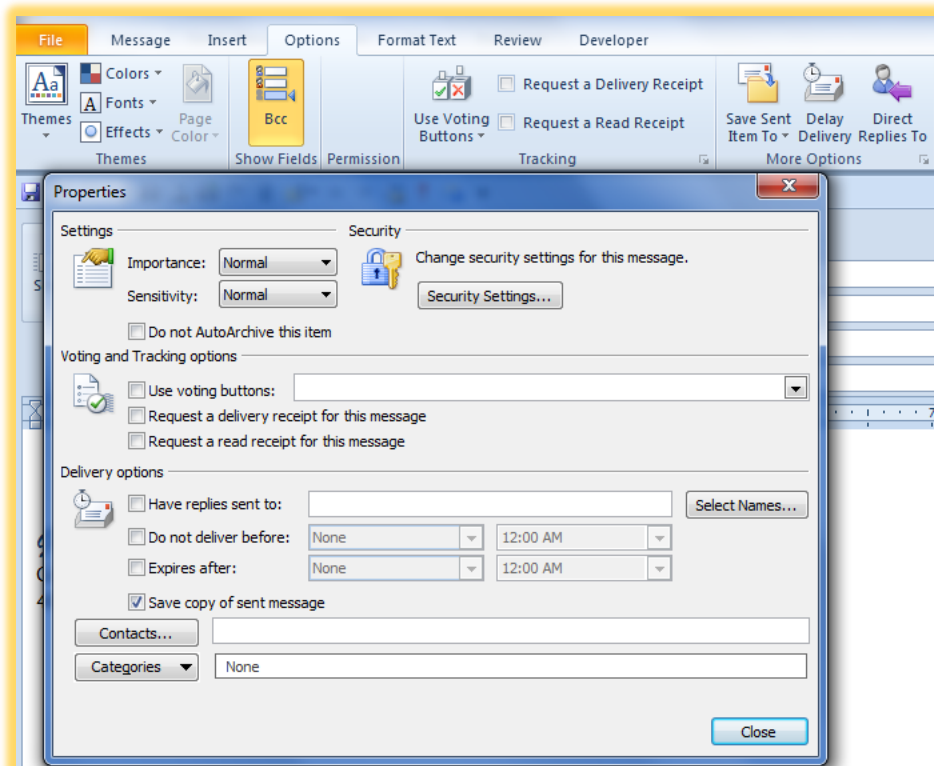 File Message Insert Options Format Text Review Developer
Aa Colors Request a Delivery Receipt
A Fonts
Themes Page Bcc Use Voting Request a Read Receipt Save Sent Delay Direct
Effects Color Buttons Item To Delivery Replies To
Themes Show Fields Permission Tracking More Options
Properties
Settings Security
Importance: Normal Change security settings for this message.
Sensitivity: Normal Security Settings...
Do not AutoArchive this item
Voting and Tracking options
Use voting buttons:
Request a delivery receipt for this message
7
Request a read receipt for this message
Delivery options
Have replies sent to: Select Names...
Do not deliver before: None 12:00 AM
Expires after: None 12:00 AM
Save copy of sent message
Contacts...
Categories None
Close